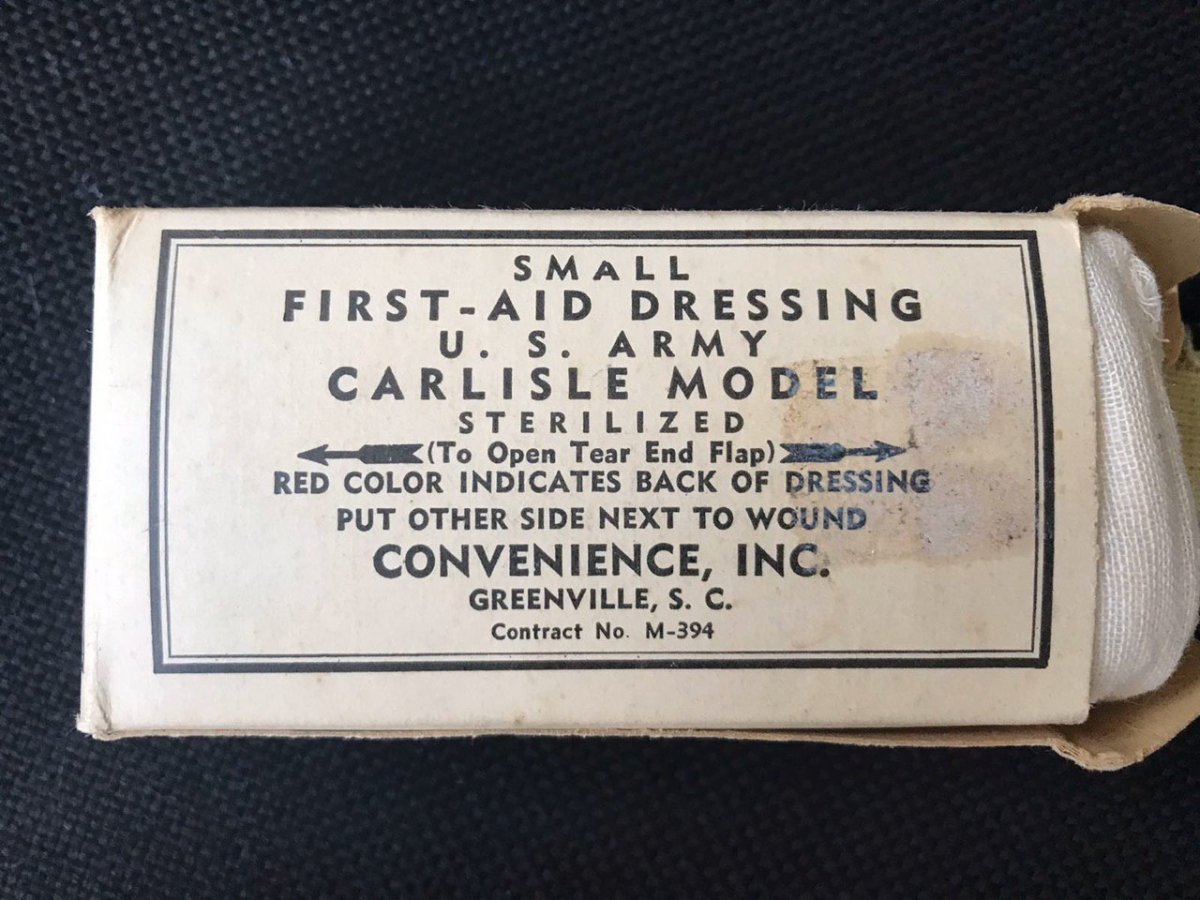 SMALL
FIRST-AID DRESSING
U. S. ARMY
CARLISLE MODEL
STERILIZED
(To Open Tear End Flap)
RED COLOR INDICATES BACK OF DRESSING
PUT OTHER SIDE NEXT TO WOUND
CONVENIENCE, INC.
GREENVILLE, S. C.
Contract No. M-394